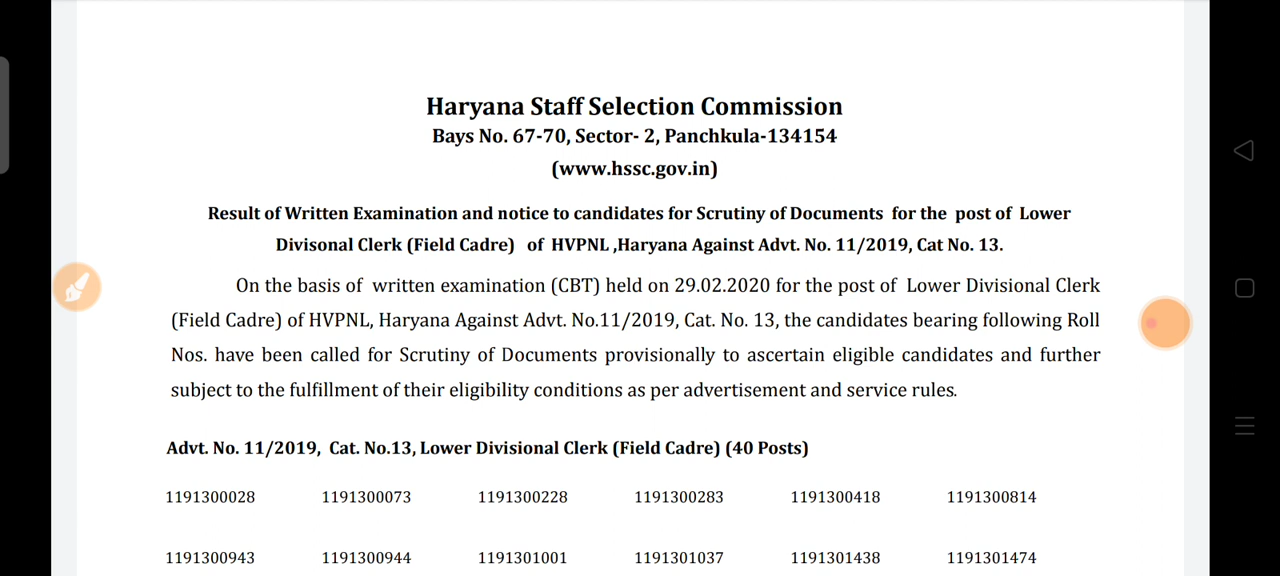 Haryana Staff Selection Commission
Bays No. 67-70, Sector- 2, Panchkula-134154
(www.hssc.gov.in)
Result of Written Examination and notice to candidates for Scrutiny of Documents for the post of Lower
Divisonal Clerk (Field Cadre) of HVPNL ,Haryana Against Advt. No. 11/2019, Cat No. 13.
On the basis of written examination (CBT) held on 29.02.2020 for the post of Lower Divisional Clerk
(Field Cadre) of HVPNL, Haryana Against Advt. No.11/2019, Cat. No. 13, the candidates bearing following Roll
Nos. have been called for Scrutiny of Documents provisionally to ascertain eligible candidates and further
subject to the fulfillment of their eligibility conditions as per advertisement and service rules.
Advt. No. 11/2019, Cat. No.13, Lower Divisional Clerk (Field Cadre) (40 Posts)
1191300028 1191300073 1191300228 1191300283 1191300418 1191300814
1191300943 1191300944 1191301001 1191301037 1191301438 1191301474